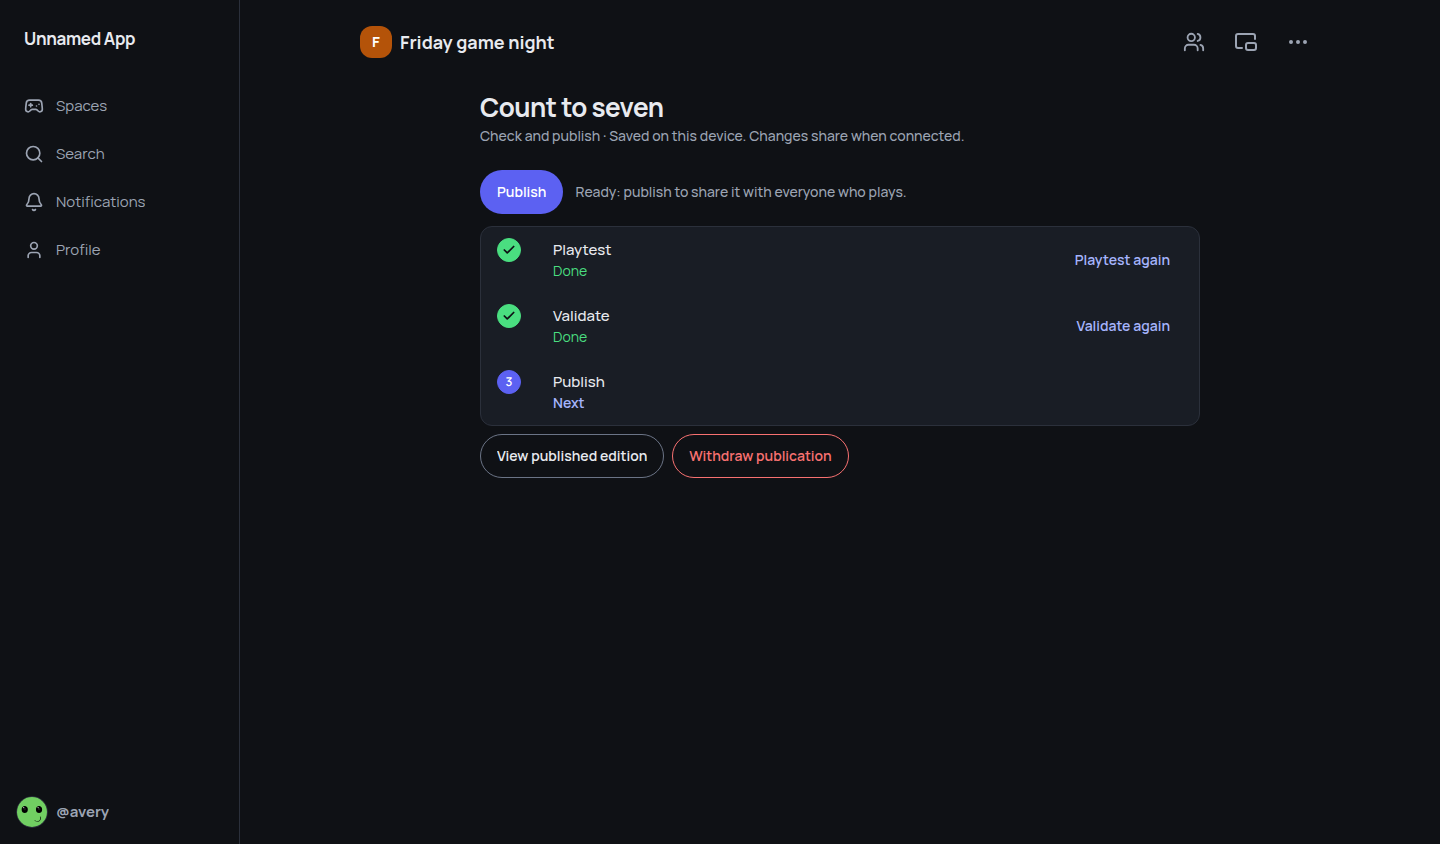 Unnamed App
Spaces
Search
Notifications
Profile
@avery
F
Friday game night
Count to seven
Check and publish · Saved on this device. Changes share when connected.
Publish
Ready: publish to share it with everyone who plays.
Playtest
Done
Playtest again
Validate
Done
Validate again
3
Publish
Next
View published edition
Withdraw publication